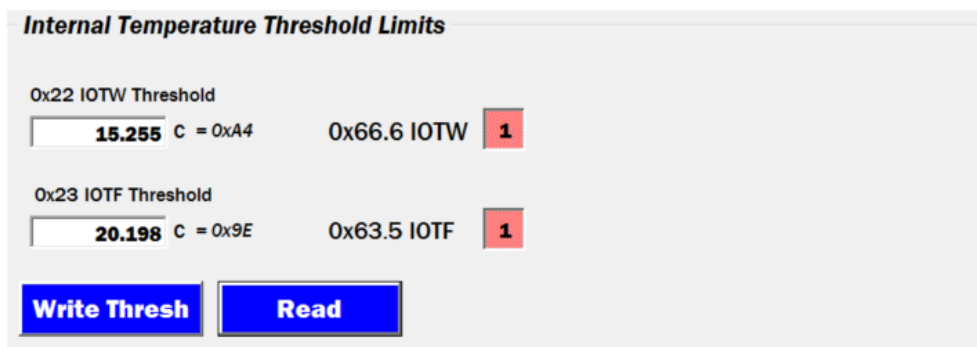 Internal Temperature Threshold Limits
0x22 IOTW Threshold
15.255 C = 0xA4 0x66.6 IOTW 1
0x23 IOTF Threshold
20.198 C = 0x9E 0x63.5 IOTF 1
Write Thresh Read